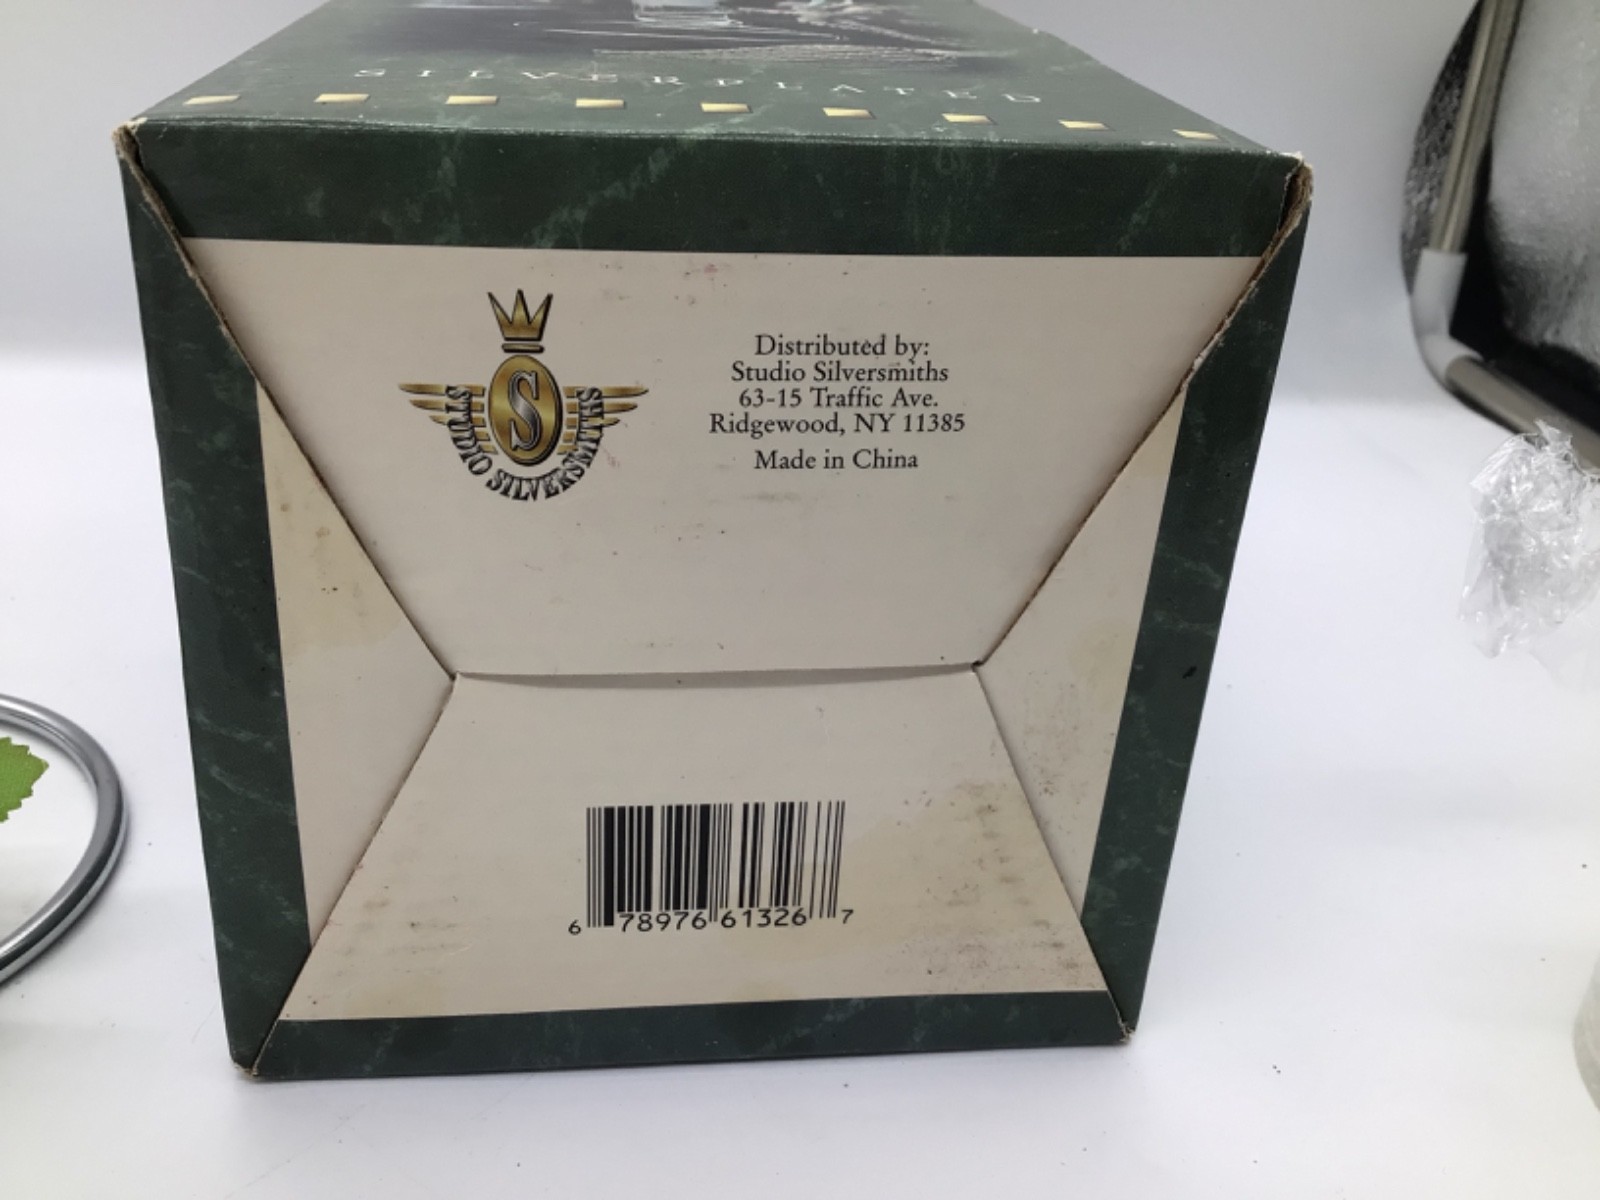 SILVERPLATED
S
STUDIO SILVERSMITHS
Distributed by:
Studio Silversmiths
63-15 Traffic Ave.
Ridgewood, NY 11385
Made in China
6 78976 61326 7